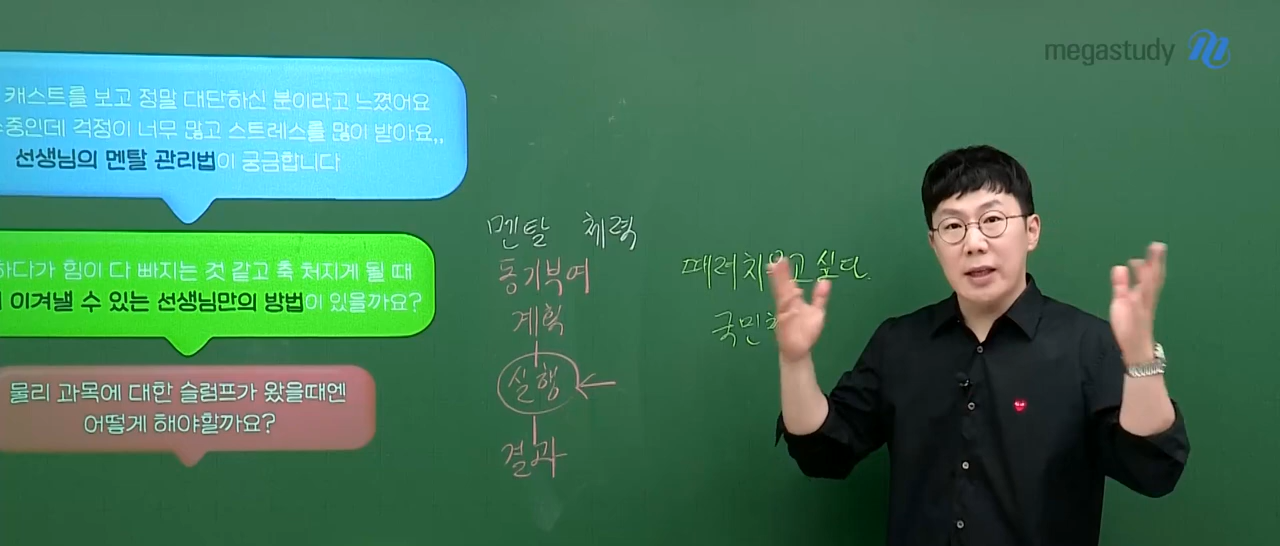 megastudy
캐스트를 보고 정말 대단하신 분이라고 느꼈어요
중인데 걱정이 너무 많고 스트레스를 많이 받아요,,
선생님의 멘탈 관리법이 궁금합니다
하다가 힘이 다 빠지는 것 같고 축 처지게 될 때
이겨낼 수 있는 선생님만의 방법이 있을까요?
물리 과목에 대한 슬럼프가 왔을때엔
어떻게 해야할까요?
멘탈 체력
동기부여
계획
실행
결과
때려치우고 싶다.
국민